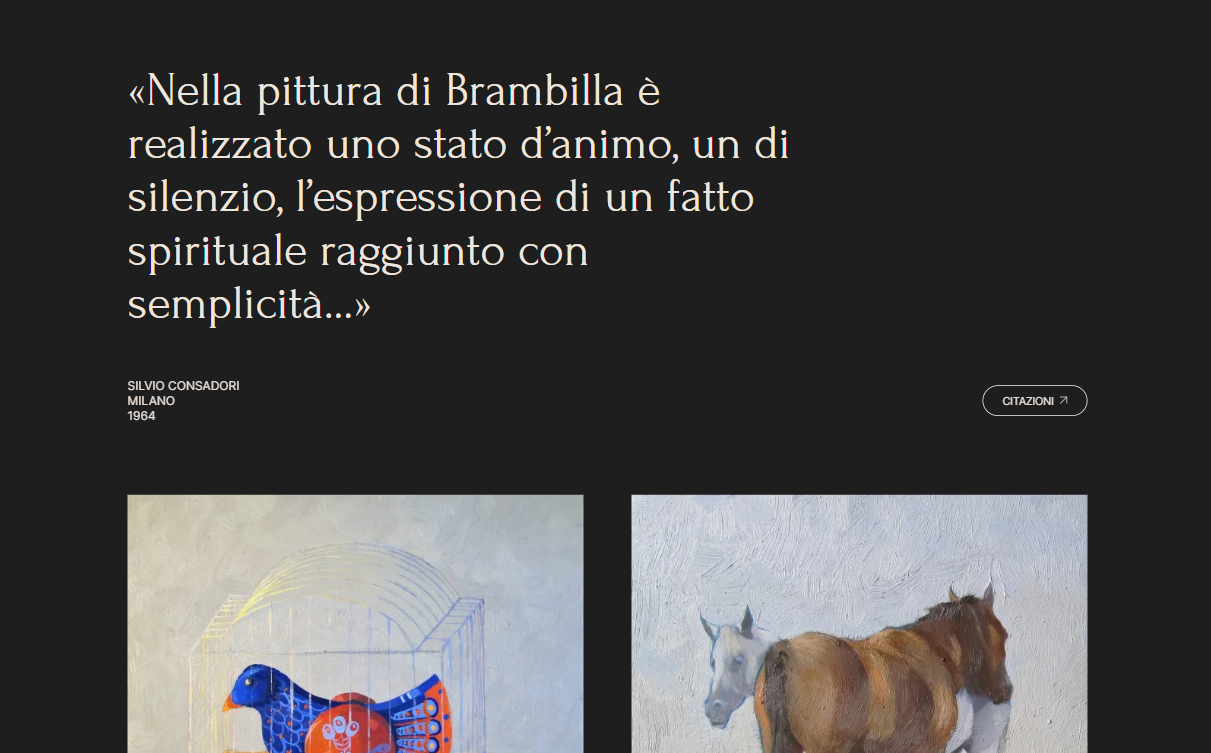 «Nella pittura di Brambilla è
realizzato uno stato d’animo, un di
silenzio, l’espressione di un fatto
spirituale raggiunto con
semplicità...»
SILVIO CONSADORI
MILANO
1964
CITAZIONI